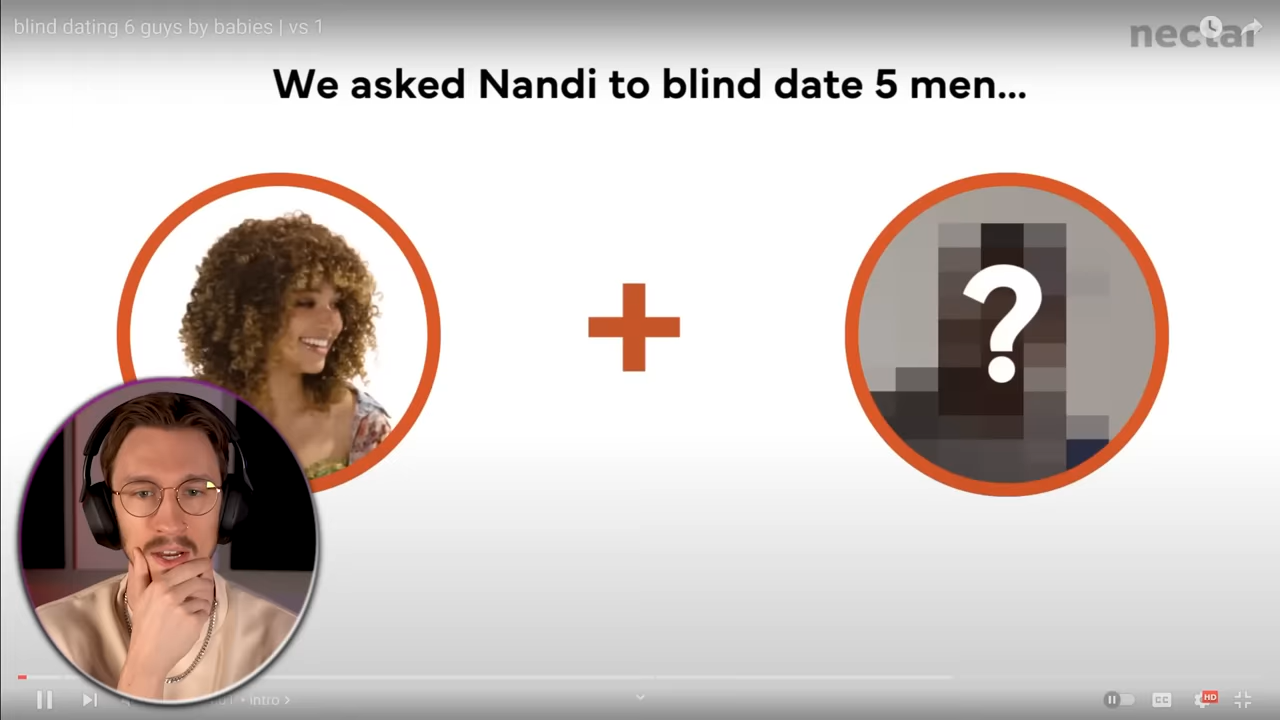 blind dating 6 guys by babies | vs 1
nectar
We asked Nandi to blind date 5 men...
?
intro >
CC
HD